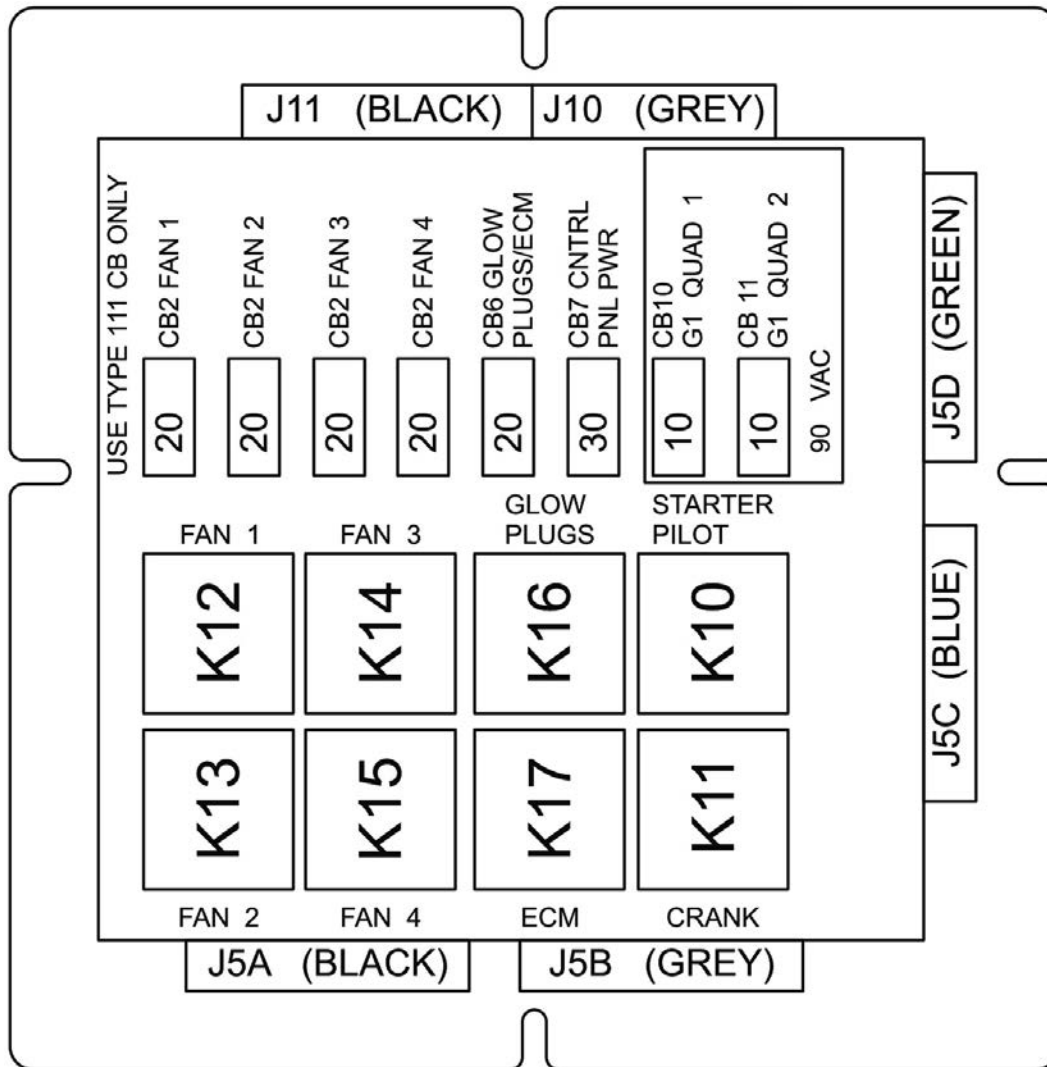 J11 (BLACK)
J10 (GREY)
USE TYPE 111 CB ONLY
CB2 FAN 1
CB2 FAN 2
CB2 FAN 3
CB2 FAN 4
CB6 GLOW
PLUGS/ECM
CB7 CNTRL
PNL PWR
CB10
G1 QUAD 1
CB 11
G1 QUAD 2
90 VAC
20
20
20
20
20
30
10
10
J5D (GREEN)
J5C (BLUE)
FAN 1
FAN 3
GLOW
PLUGS
STARTER
PILOT
K12
K14
K16
K10
K13
K15
K17
K11
FAN 2
FAN 4
ECM
CRANK
J5A (BLACK)
J5B (GREY)